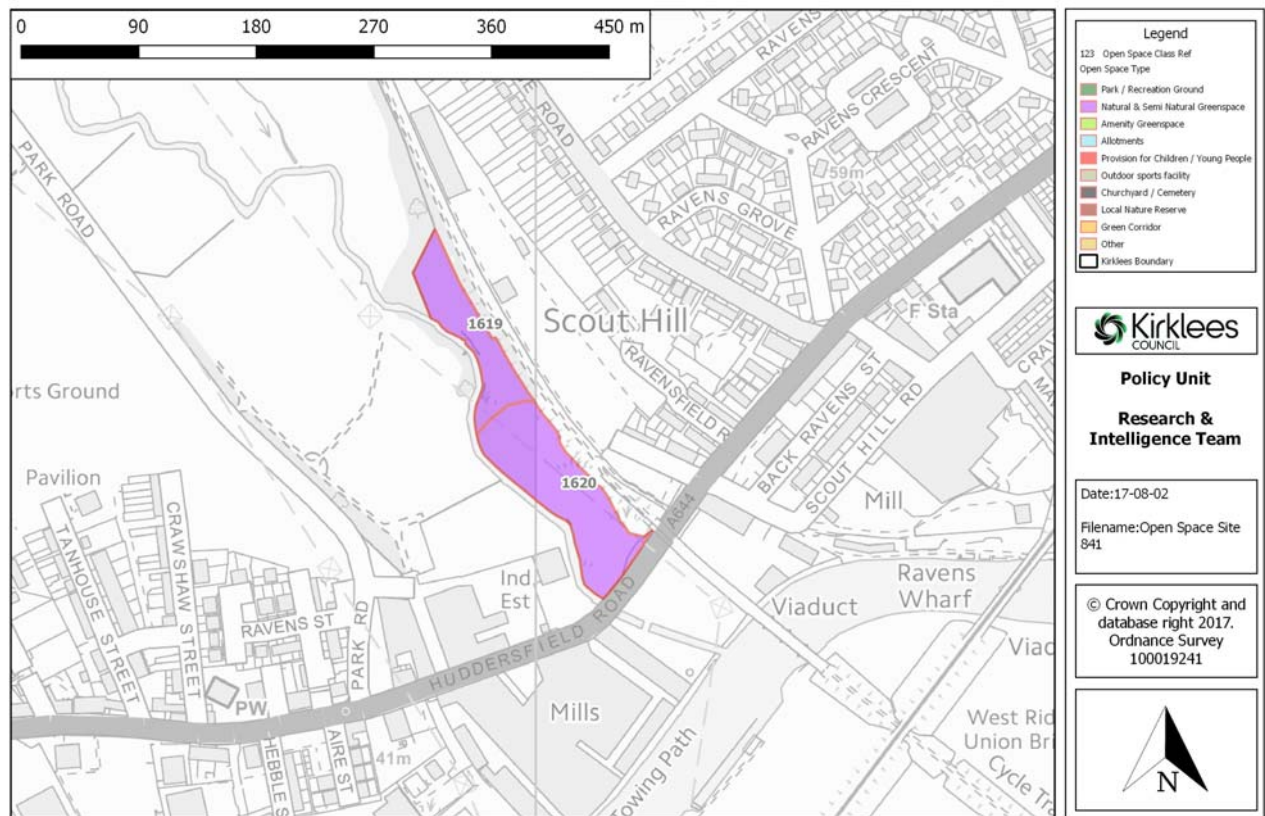 0 90 180 270 360 450 m
PARK ROAD
RAVENS
ROAD
RAVENS CRESCENT
59m
RAVENS GROVE
F Sta
1619
Scout Hill
RAVENSFIELD R
BACK RAVENS ST
SCOUT HILL RD
orts Ground
Pavilion
1620
A644
Mill
TANHOUSE STREET
CRAWSHAW STREET
Ind
Est
Ravens
Wharf
Viaduct
RAVENS ST
PARK RD
HUDDERSFIELD ROAD
Viad
PW
Mills
HEBBLE S
AIRE ST
41m
Towing Path
West Rid
Union Bri
Cycle Tra
Legend
123 Open Space Class Ref
Open Space Type
Park / Recreation Ground
Natural & Semi Natural Greenspace
Amenity Greenspace
Allotments
Provision for Children / Young People
Outdoor sports facility
Churchyard / Cemetery
Local Nature Reserve
Green Corridor
Other
Kirklees Boundary
Kirklees
COUNCIL
Policy Unit
Research &
Intelligence Team
Date:17-08-02
Filename:Open Space Site
841
© Crown Copyright and
database right 2017.
Ordnance Survey
100019241
N